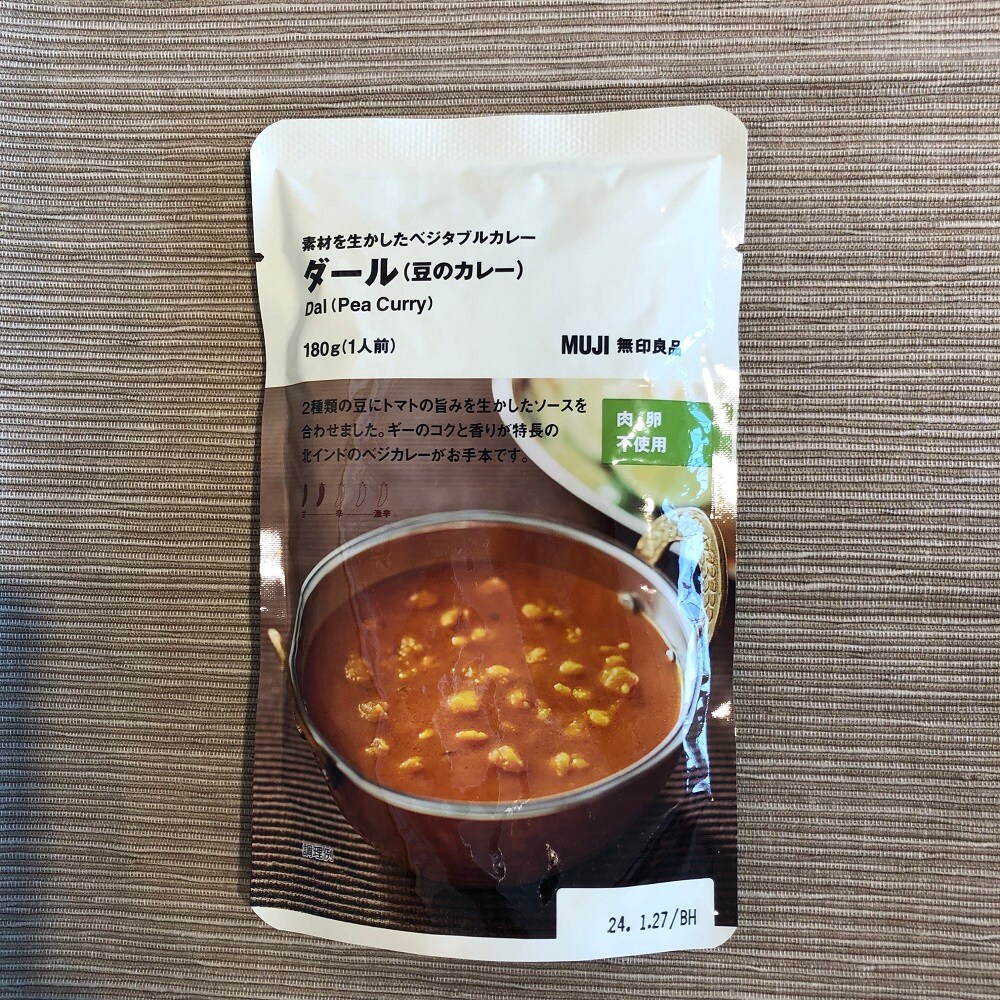 素材を生かしたベジタブルカレー
ダール(豆のカレー)
Dal(Pea Curry)
180g(1人前)
MUJI 無印良品
2種類の豆にトマトの旨みを生かしたソースを
合わせました。ギーのコクと香りが特長の
北インドのベジカレーがお手本です。
肉/卵
不使用
辛
激辛
調理例
24. 1.27/BH